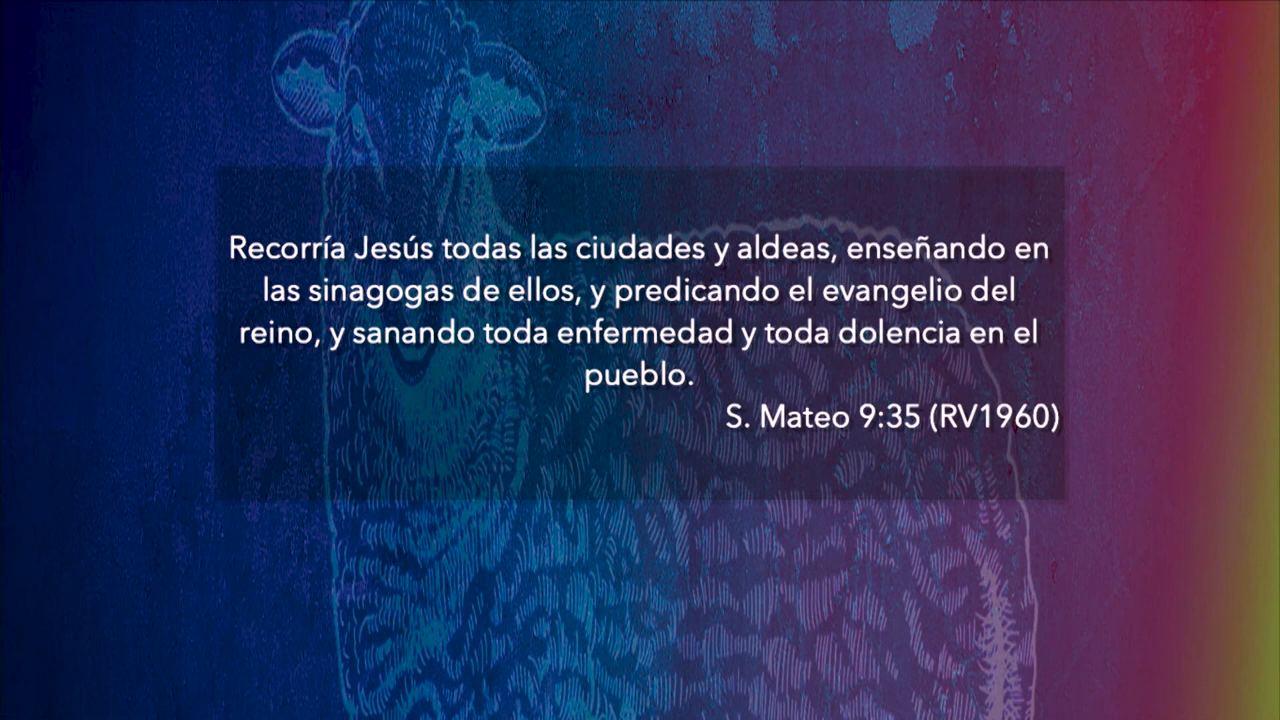 Recorría Jesús todas las ciudades y aldeas, enseñando en
las sinagogas de ellos, y predicando el evangelio del
reino, y sanando toda enfermedad y toda dolencia en el
pueblo.
S. Mateo 9:35 (RV1960)